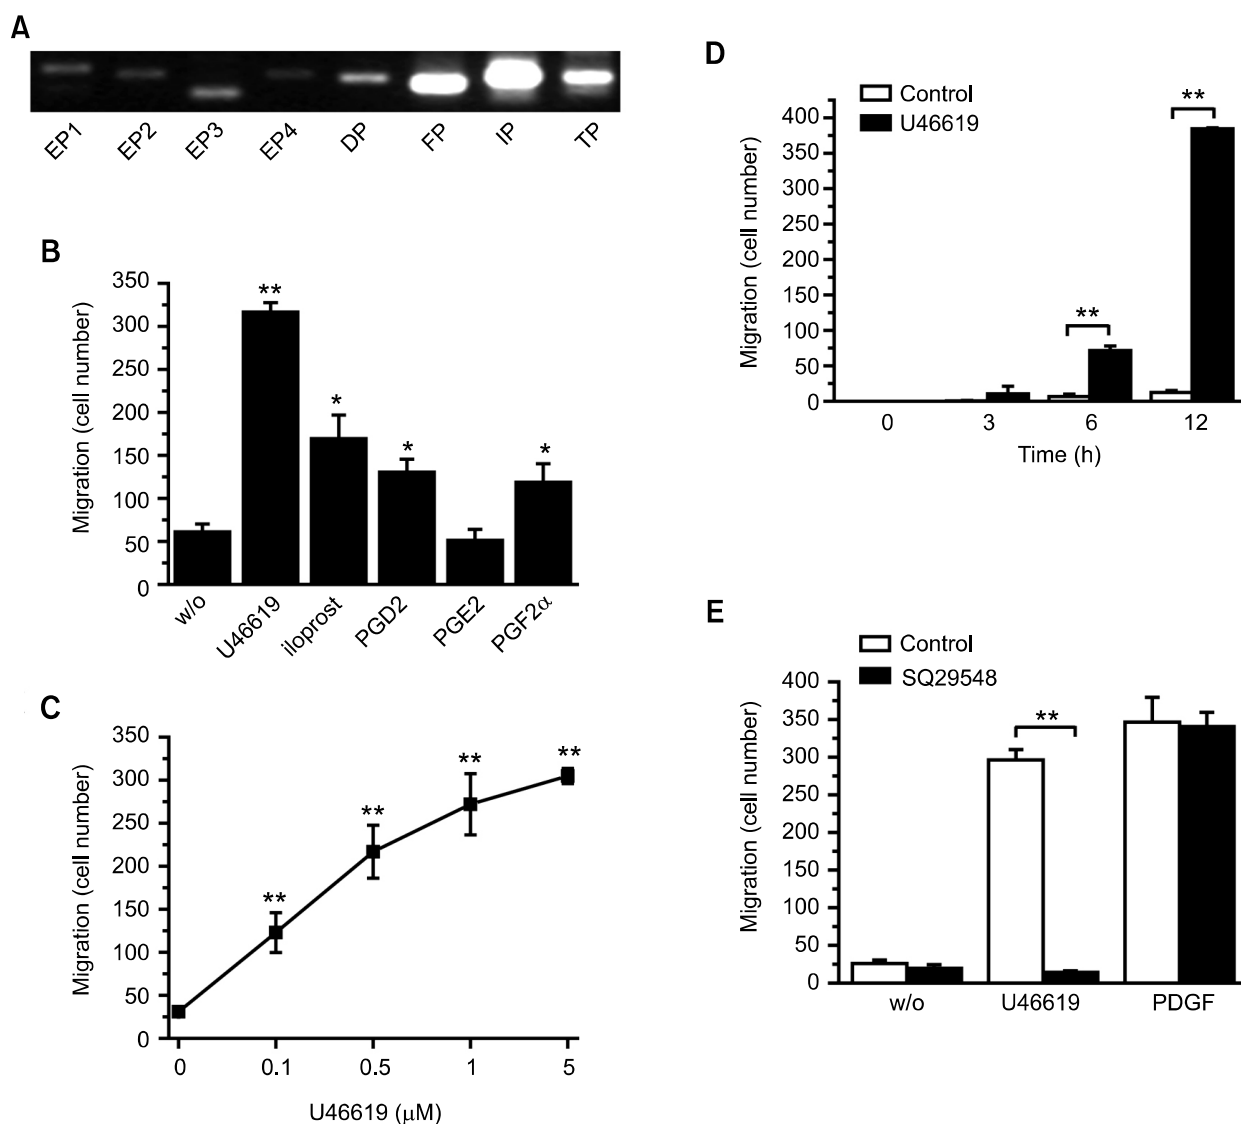 A
EP1 EP2 EP3 EP4 DP FP IP TP
B
Migration (cell number)
350
300
250
200
150
100
50
0
**
*
*
*
w/o U46619 iloprost PGD2 PGE2 PGF2α
C
Migration (cell number)
350
300
250
200
150
100
50
0
**
**
**
**
0 0.1 0.5 1 5
U46619 (μM)
D
Control
U46619
Migration (cell number)
400
350
300
250
200
150
100
50
0
**
**
0 3 6 12
Time (h)
E
Control
SQ29548
Migration (cell number)
400
350
300
250
200
150
100
50
0
**
w/o U46619 PDGF